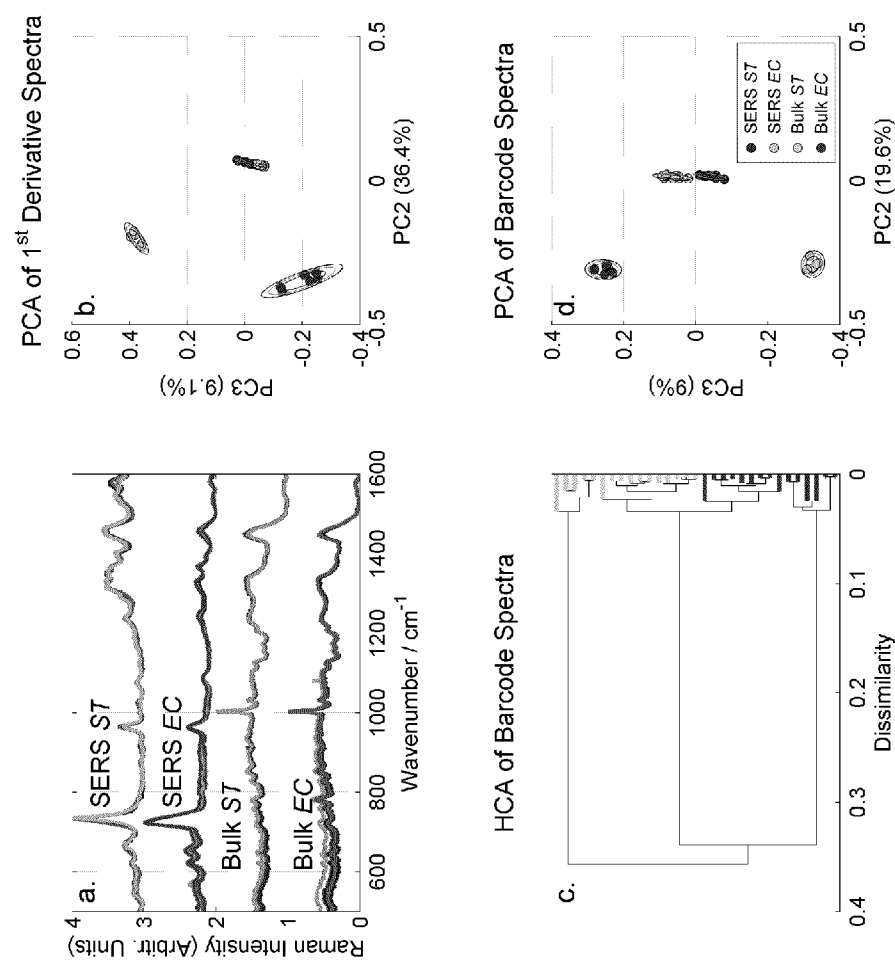 a.
SERS ST
SERS EC
Bulk ST
Bulk EC
4
3
2
1
0
Raman Intensity (Arbitr. Units)
600
800
1000
1200
1400
1600
Wavenumber / cm-1
PCA of 1st Derivative Spectra
b.
0.6
0.4
0.2
0
-0.2
-0.4
PC3 (9.1%)
-0.5
0
0.5
PC2 (36.4%)
HCA of Barcode Spectra
c.
0.4
0.3
0.2
0.1
0
Dissimilarity
PCA of Barcode Spectra
d.
0.4
0.2
0
-0.2
-0.4
PC3 (9%)
-0.5
0
0.5
PC2 (19.6%)
SERS ST
SERS EC
Bulk ST
Bulk EC